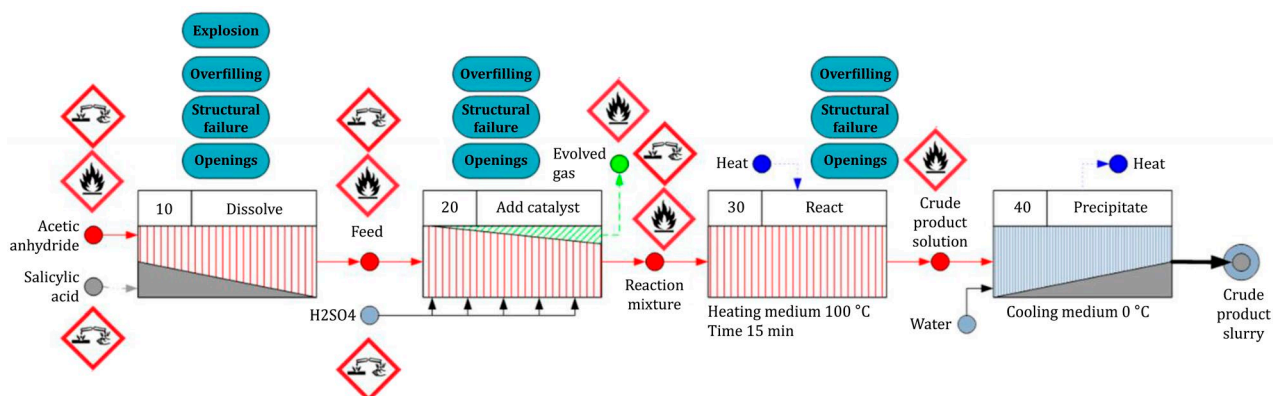 Explosion
Overfilling
Structural
failure
Openings
Overfilling
Structural
failure
Openings
Overfilling
Structural
failure
Openings
Evolved
gas
Heat
Heat
10 Dissolve
20 Add catalyst
30 React
40 Precipitate
Acetic
anhydride
Feed
Crude
product
solution
Salicylic
acid
H2SO4
Reaction
mixture
Heating medium 100 °C
Time 15 min
Water
Cooling medium 0 °C
Crude
product
slurry